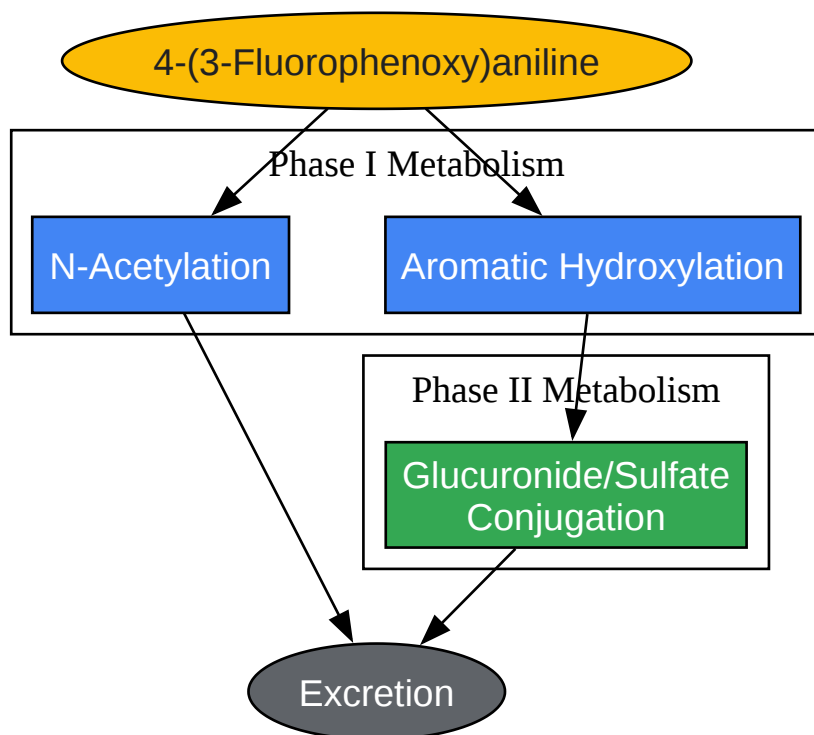 4-(3-Fluorophenoxy)aniline
Phase I Metabolism
N-Acetylation
Aromatic Hydroxylation
Phase II Metabolism
Glucuronide/Sulfate
Conjugation
Excretion